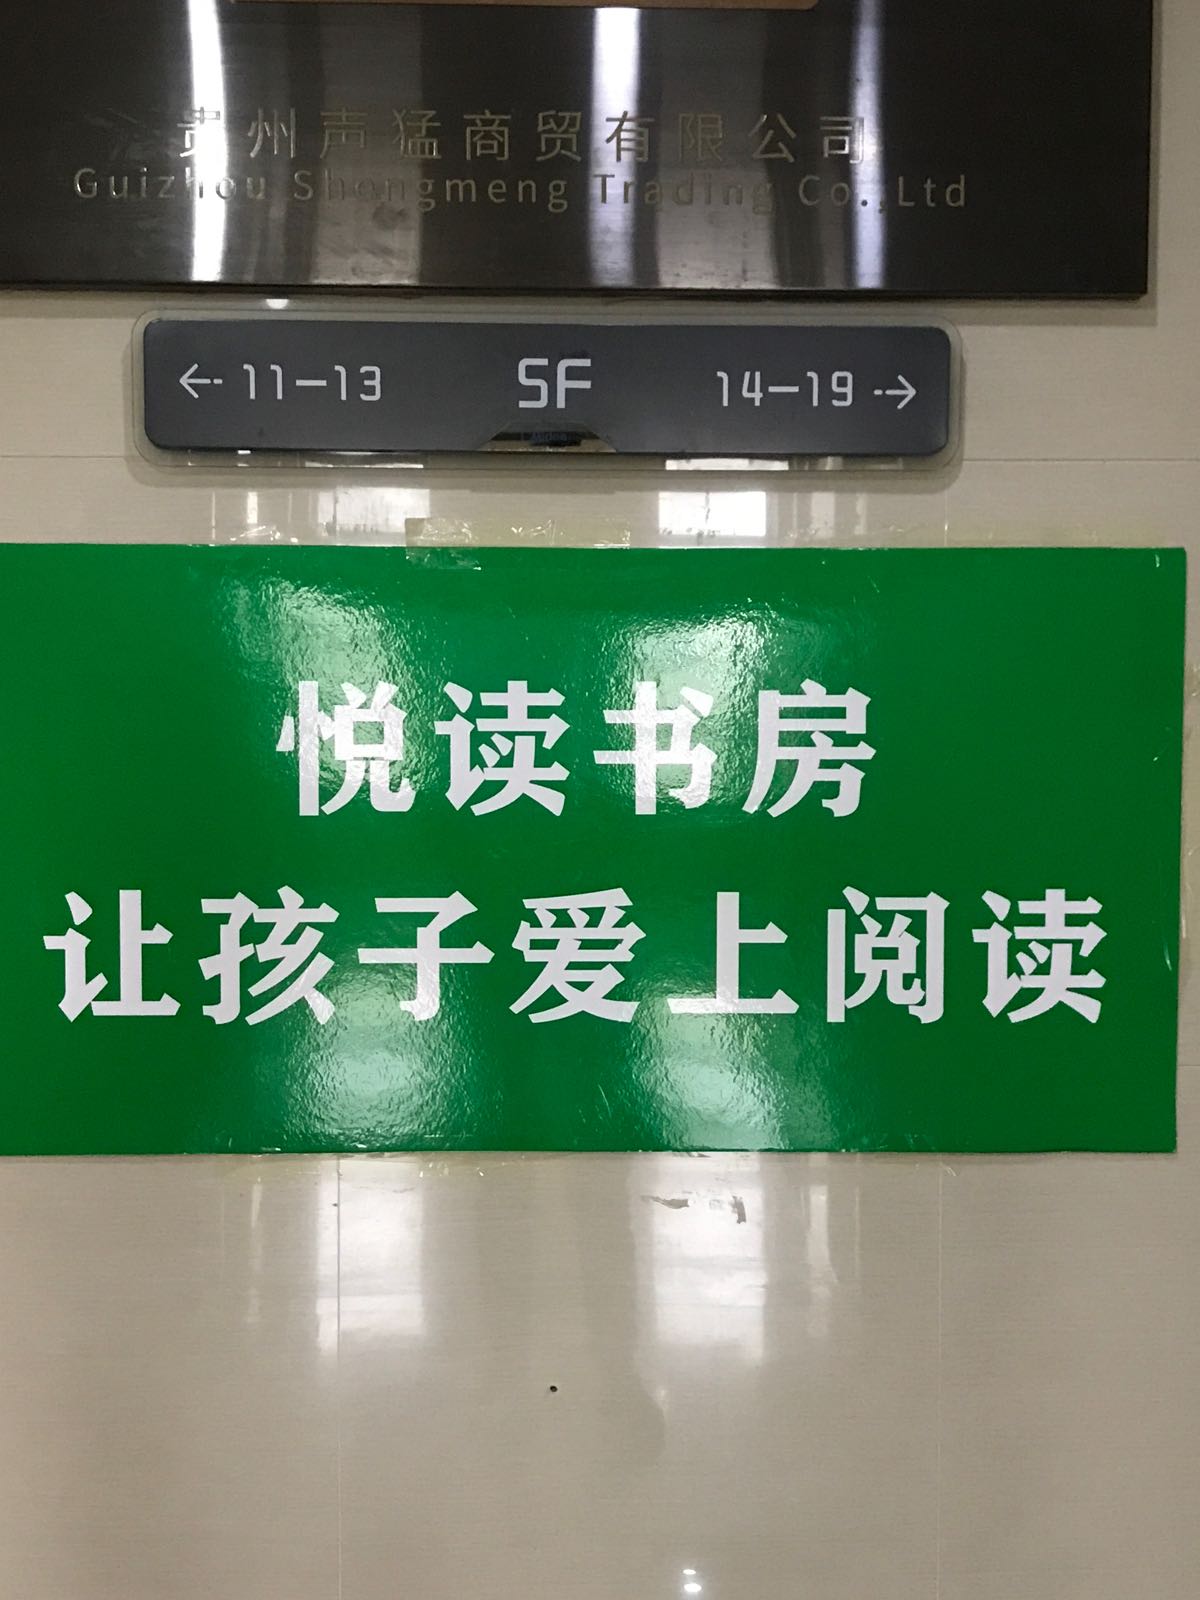 贵州声猛商贸有限公司
Guizhou Shengmeng Trading Co.,Ltd
←11-13 5F 14-19→
悦读书房
让孩子爱上阅读